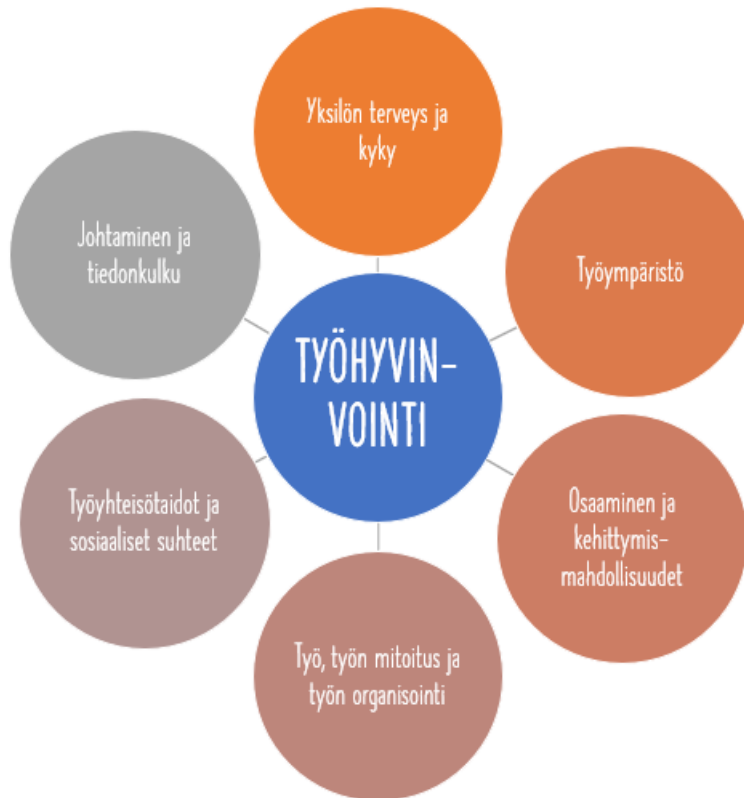 Yksilön terveys ja
kyky
Johtaminen ja
tiedonkulku
Työympäristö
TYÖHYVIN-
VOINTI
Työyhteisötaidot ja
sosiaaliset suhteet
Osaaminen ja
kehittymis-
mahdollisuudet
Työ, työn mitoitus ja
työn organisointi